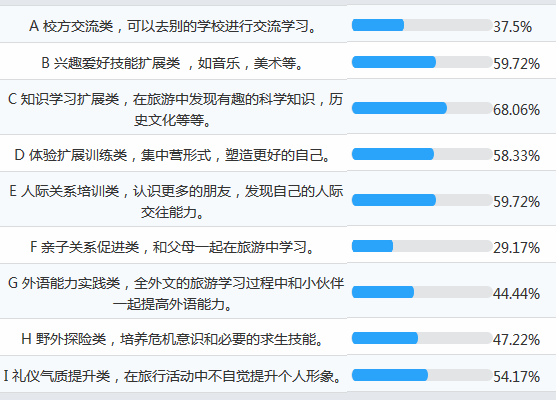 A 校方交流类，可以去别的学校进行交流学习。 37.5%
B 兴趣爱好技能扩展类 ，如音乐，美术等。 59.72%
C 知识学习扩展类，在旅游中发现有趣的科学知识，历
史文化等等。 68.06%
D 体验扩展训练类，集中营形式，塑造更好的自己。 58.33%
E 人际关系培训类，认识更多的朋友，发现自己的人际
交往能力。 59.72%
F 亲子关系促进类，和父母一起在旅游中学习。 29.17%
G 外语能力实践类，全外文的旅游学习过程中和小伙伴
一起提高外语能力。 44.44%
H 野外探险类，培养危机意识和必要的求生技能。 47.22%
I 礼仪气质提升类，在旅行活动中不自觉提升个人形象。 54.17%